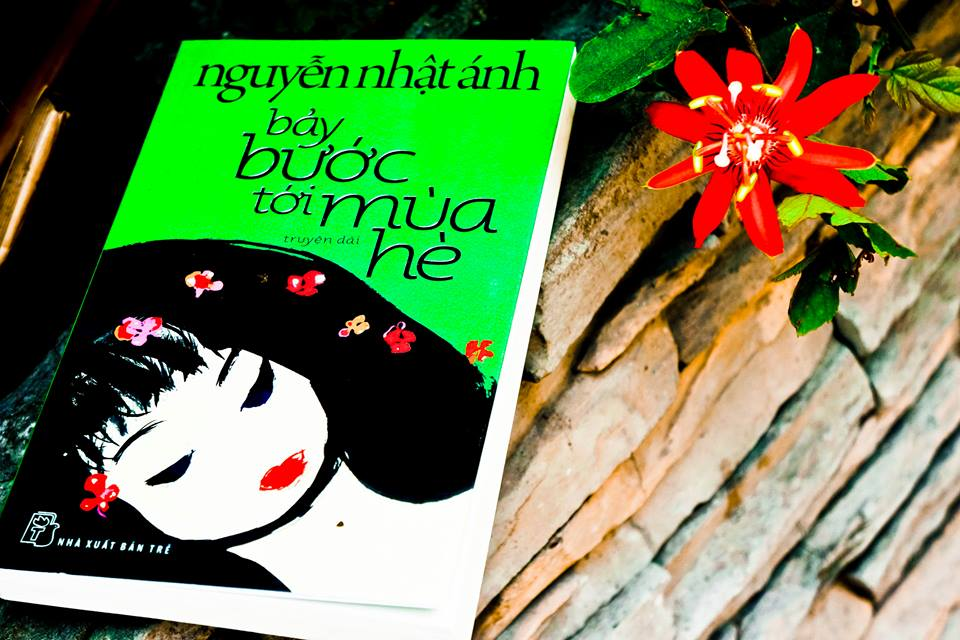 nguyễn nhật ánh
bảy
bước
tới mùa
truyện dài
hè
NHÀ XUẤT BẢN TRẺ